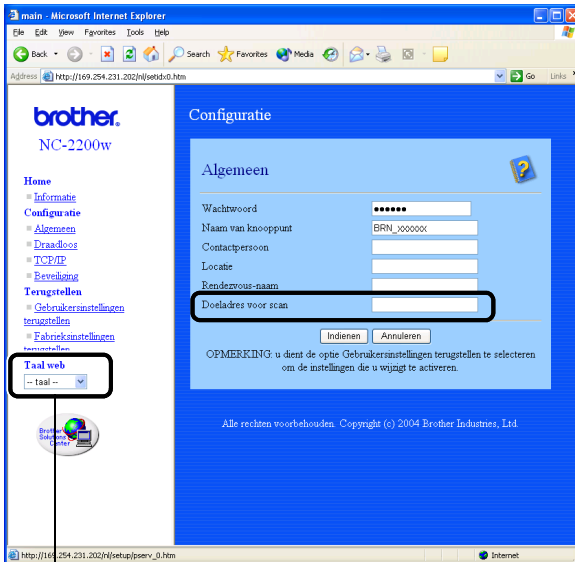 main - Microsoft Internet Explorer
File Edit View Favorites Tools Help
Back Search Favorites Media
Address http://169.254.231.202/nl/setidx0.htm Go Links
brother.
NC-2200w
Home
Informatie
Configuratie
Algemeen
Draadloos
TCP/IP
Beveiliging
Terugstellen
Gebruikersinstellingen
terugstellen
Fabrieksinstellingen
terugstellen
Taal web
-- taal --
Brother
Solutions
Center
Configuratie
Algemeen
Wachtwoord ●●●●●●
Naam van knooppunt BRN_xxxxxx
Contactpersoon
Locatie
Rendezvous-naam
Doeladres voor scan
Indienen Annuleren
OPMERKING: u dient de optie Gebruikersinstellingen terugstellen te selecteren
om de instellingen die u wijzigt te activeren.
Alle rechten voorbehouden. Copyright (c) 2004 Brother Industries, Ltd.
http://169.254.231.202/nl/setup/pserv_0.htm Internet